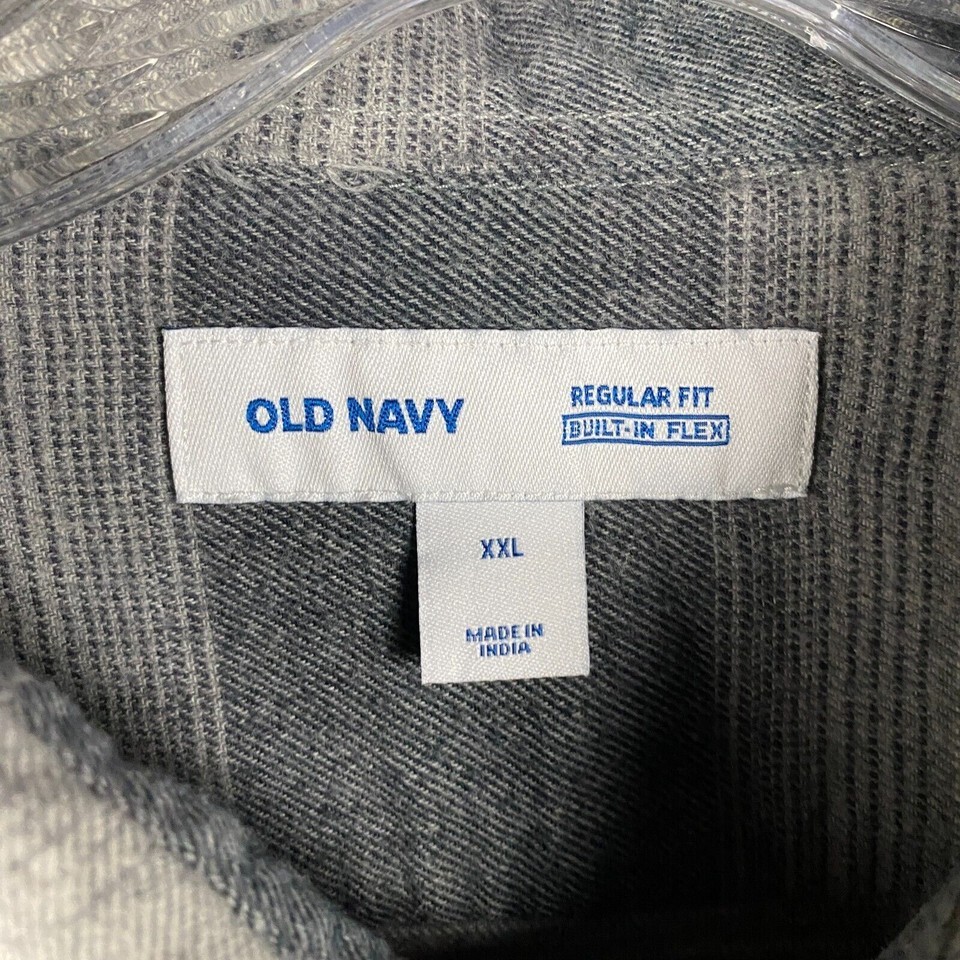 OLD NAVY
REGULAR FIT
BUILT-IN FLEX
XXL
MADE IN
INDIA